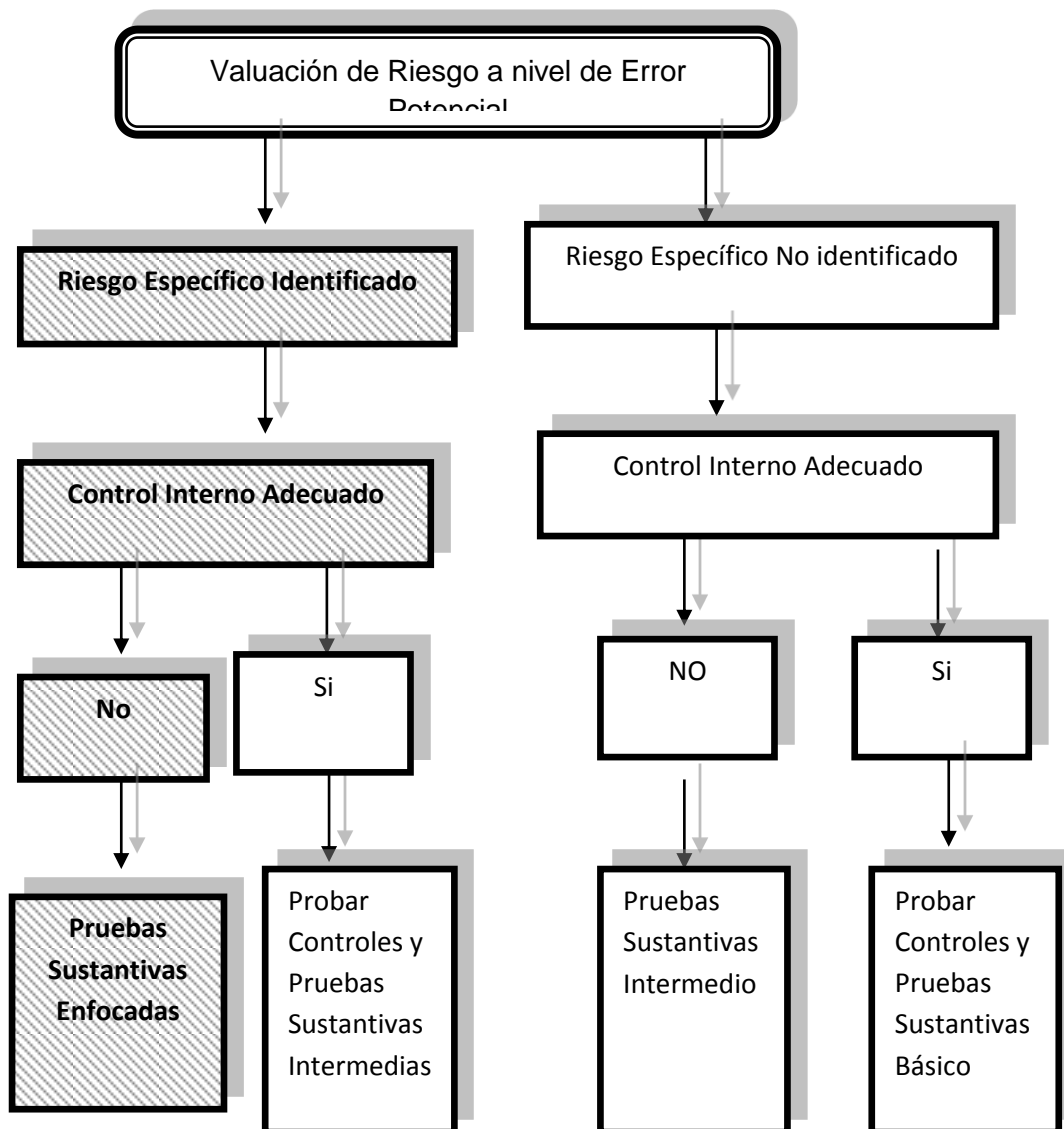 Valuación de Riesgo a nivel de Error
Potencial
Riesgo Específico Identificado
Riesgo Específico No identificado
Control Interno Adecuado
Control Interno Adecuado
No
Si
NO
Si
Pruebas
Sustantivas
Enfocadas
Probar
Controles y
Pruebas
Sustantivas
Intermedias
Pruebas
Sustantivas
Intermedio
Probar
Controles y
Pruebas
Sustantivas
Básico